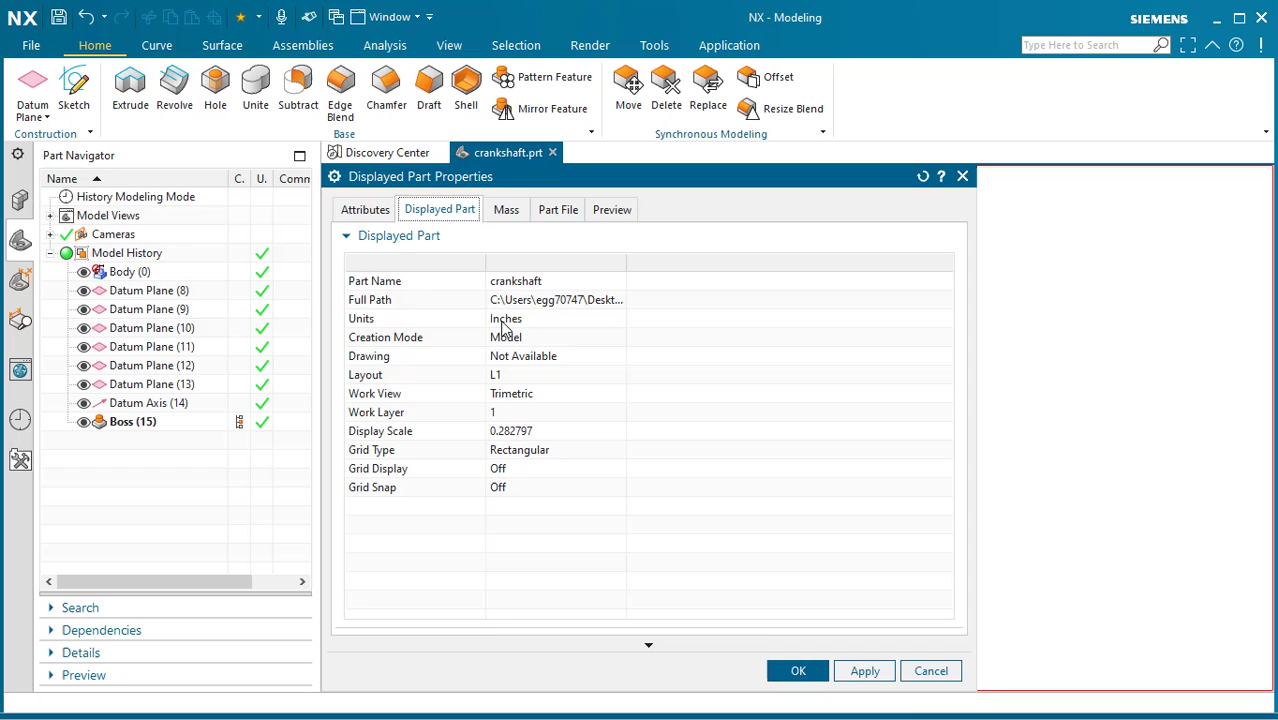 NX Window NX - Modeling SIEMENS
File Home Curve Surface Selection Assemblies Analysis View Selection Render Tools Application Type Here to Search
Datum Plane Sketch Extrude Revolve Hole Unite Subtract Edge Blend Chamfer Draft Shell Pattern Feature Mirror Feature Move Delete Replace Offset Resize Blend
Construction Base Synchronous Modeling
Part Navigator
Discovery Center crankshaft.prt
Name C. U. Comm
History Modeling Mode
Model Views
Cameras
Model History
Body (0)
Datum Plane (8)
Datum Plane (9)
Datum Plane (10)
Datum Plane (11)
Datum Plane (12)
Datum Plane (13)
Datum Axis (14)
Boss (15)
Search
Dependencies
Details
Preview
Displayed Part Properties
Attributes Displayed Part Mass Part File Preview
Displayed Part
Part Name crankshaft
Full Path C:\Users\egg70747\Deskt...
Units Inches
Creation Mode Model
Drawing Not Available
Layout L1
Work View Trimetric
Work Layer 1
Display Scale 0.282797
Grid Type Rectangular
Grid Display Off
Grid Snap Off
OK Apply Cancel